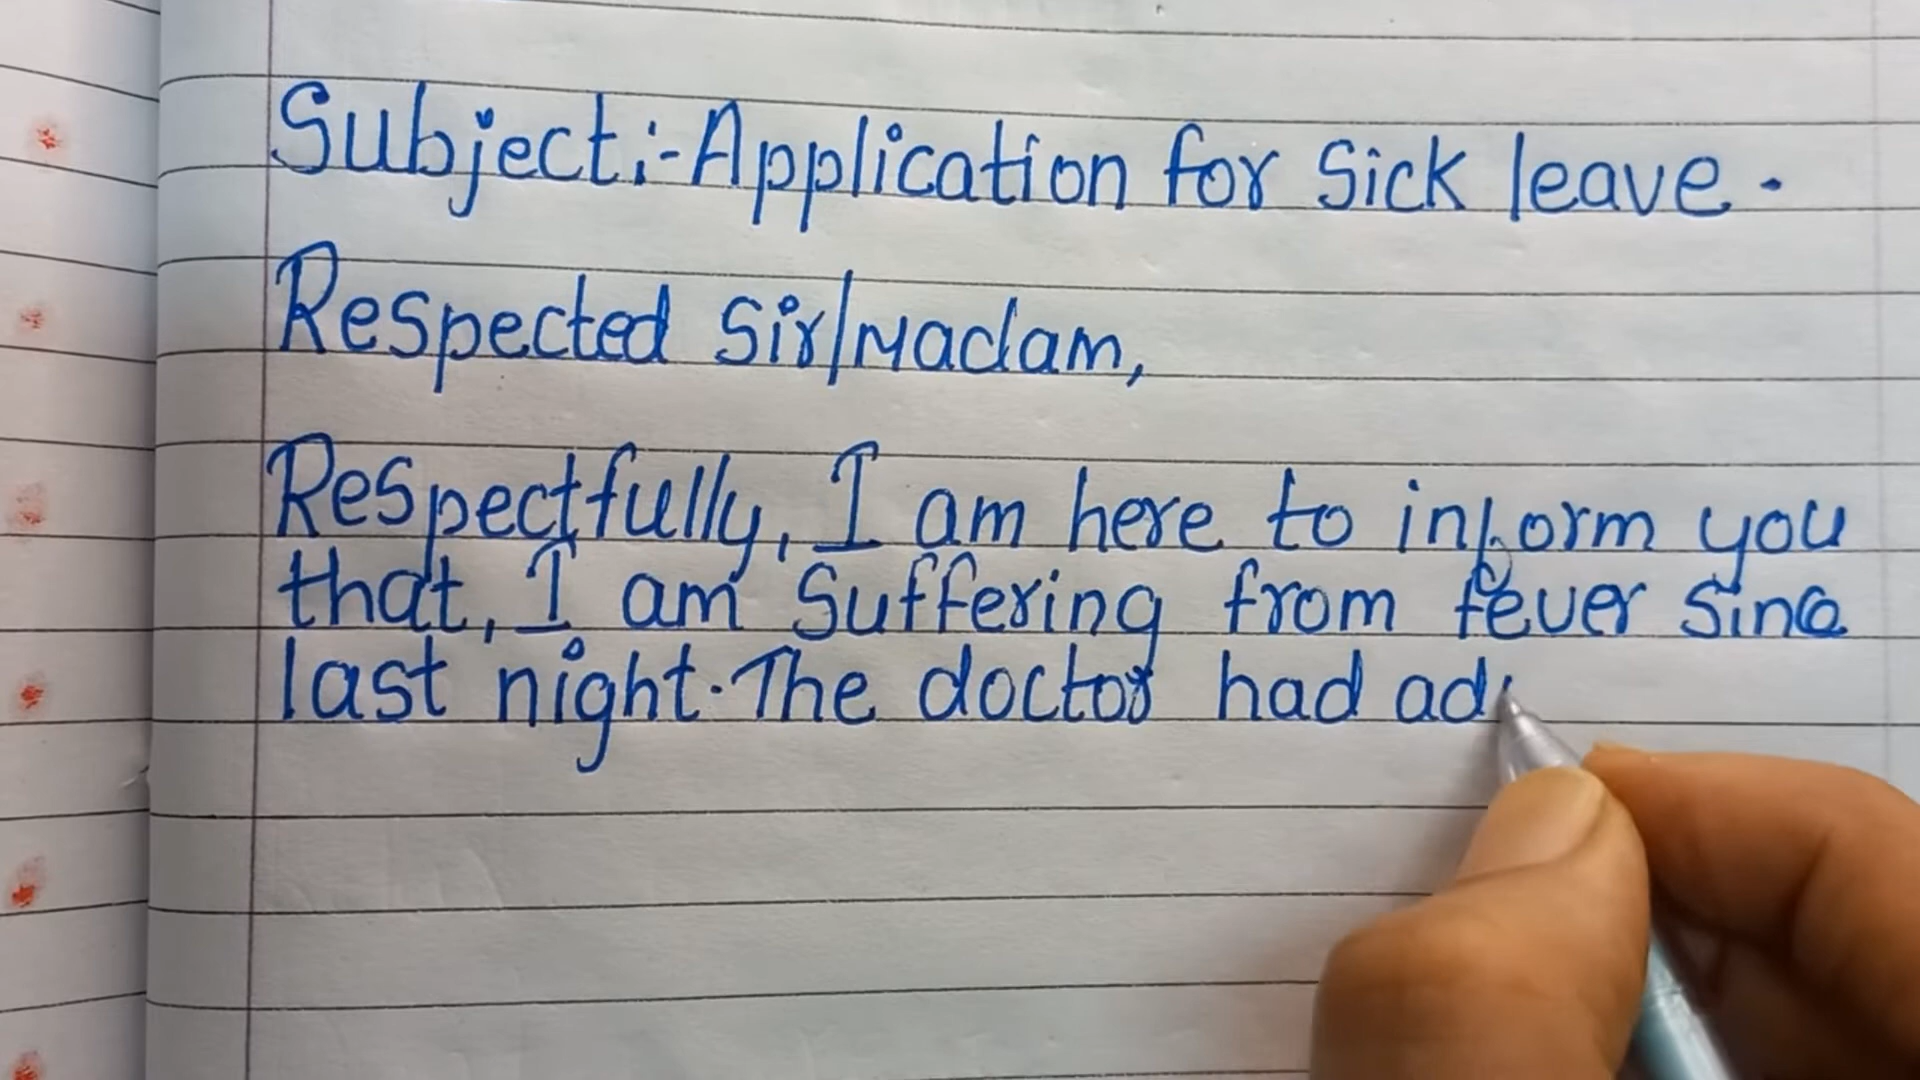 Subject:-Application for Sick leave.
Respected Sir/Madam,
Respectfully, I am here to inform you
that, I am Suffering from fever Since
last night. The doctor had ad